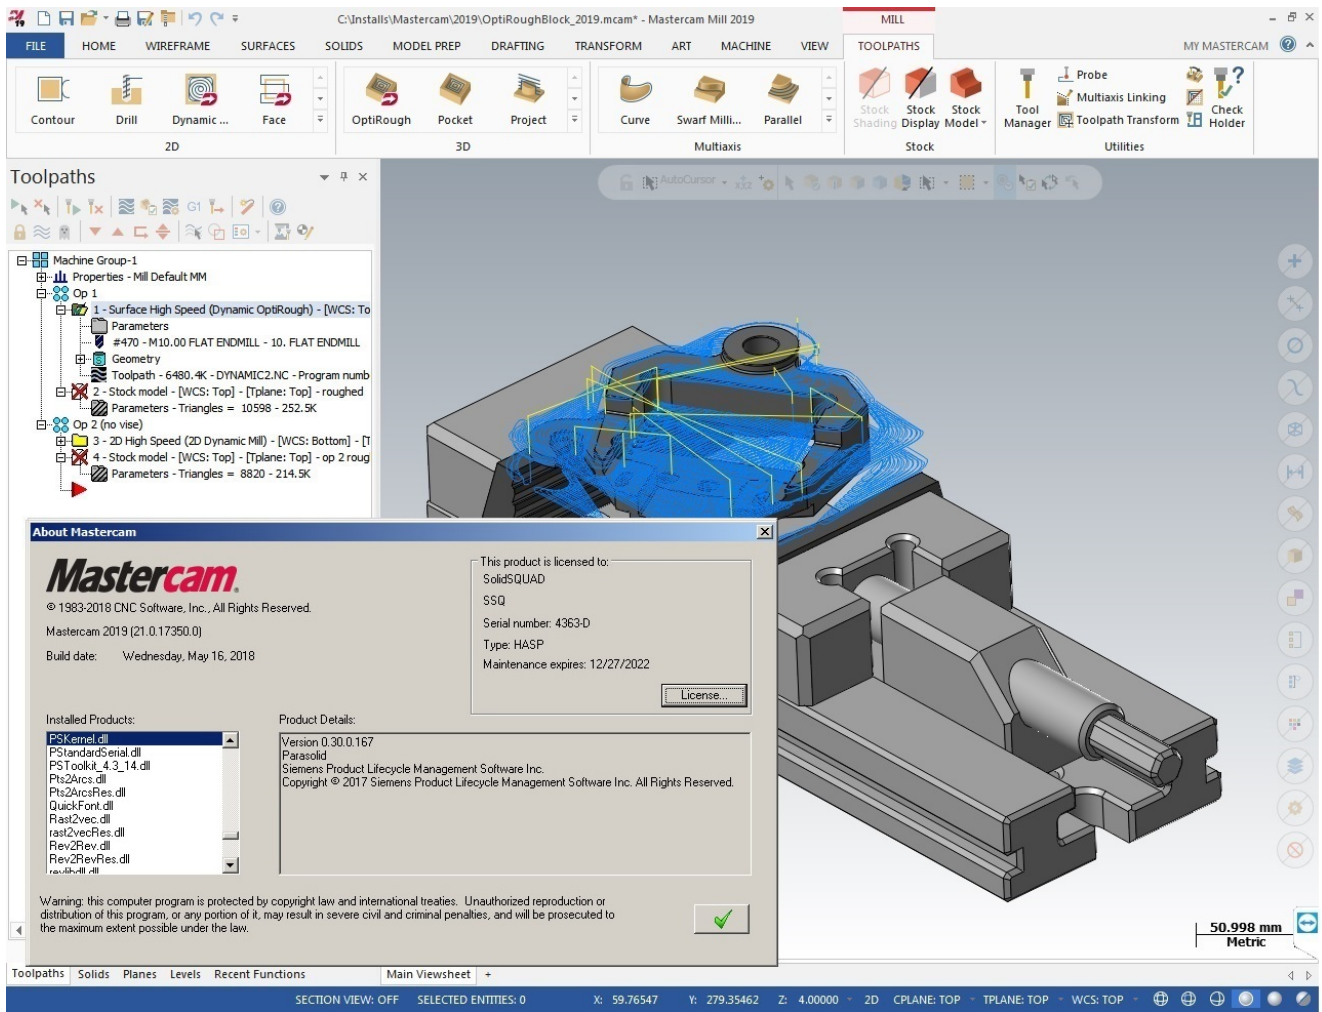 C:\Installs\Mastercam\2019\OptiRoughBlock_2019.mcam* - Mastercam Mill 2019
MILL
FILE HOME WIREFRAME SURFACES SOLIDS MODEL PREP DRAFTING TRANSFORM ART MACHINE VIEW TOOLPATHS MY MASTERCAM
Contour Drill Dynamic ... Face
2D
OptiRough Pocket Project
3D
Curve Swarf Milli... Parallel
Multiaxis
Stock Shading Stock Display Stock Model
Stock
Tool Manager
Probe
Multiaxis Linking
Toolpath Transform
Check Holder
Utilities
Toolpaths
G1
AutoCursor
Machine Group-1
Properties - Mill Default MM
Op 1
1 - Surface High Speed (Dynamic OptiRough) - [WCS: To
Parameters
#470 - M10.00 FLAT ENDMILL - 10. FLAT ENDMILL
Geometry
Toolpath - 6480.4K - DYNAMIC2.NC - Program numb
2 - Stock model - [WCS: Top] - [Tplane: Top] - roughed
Parameters - Triangles = 10598 - 252.5K
Op 2 (no vise)
3 - 2D High Speed (2D Dynamic Mill) - [WCS: Bottom] - [T
4 - Stock model - [WCS: Top] - [Tplane: Top] - op 2 roug
Parameters - Triangles = 8820 - 214.5K
About Mastercam
Mastercam.
© 1983-2018 CNC Software, Inc., All Rights Reserved.
Mastercam 2019 (21.0.17350.0)
Build date: Wednesday, May 16, 2018
This product is licensed to:
SolidSQUAD
SSQ
Serial number: 4363-D
Type: HASP
Maintenance expires: 12/27/2022
License...
Installed Products:
PSKernel.dll
PStandardSerial.dll
PSToolkit_4.3_14.dll
Pts2Arcs.dll
Pts2ArcsRes.dll
QuickFont.dll
Rast2vec.dll
rast2vecRes.dll
Rev2Rev.dll
Rev2RevRes.dll
revlibdll.dll
Product Details:
Version 0.30.0.167
Parasolid
Siemens Product Lifecycle Management Software Inc.
Copyright © 2017 Siemens Product Lifecycle Management Software Inc. All Rights Reserved.
Warning: this computer program is protected by copyright law and international treaties. Unauthorized reproduction or
distribution of this program, or any portion of it, may result in severe civil and criminal penalties, and will be prosecuted to
the maximum extent possible under the law.
50.998 mm
Metric
Toolpaths Solids Planes Levels Recent Functions
Main Viewsheet +
SECTION VIEW: OFF SELECTED ENTITIES: 0 X: 59.76547 Y: 279.35462 Z: 4.00000 2D CPLANE: TOP TPLANE: TOP WCS: TOP